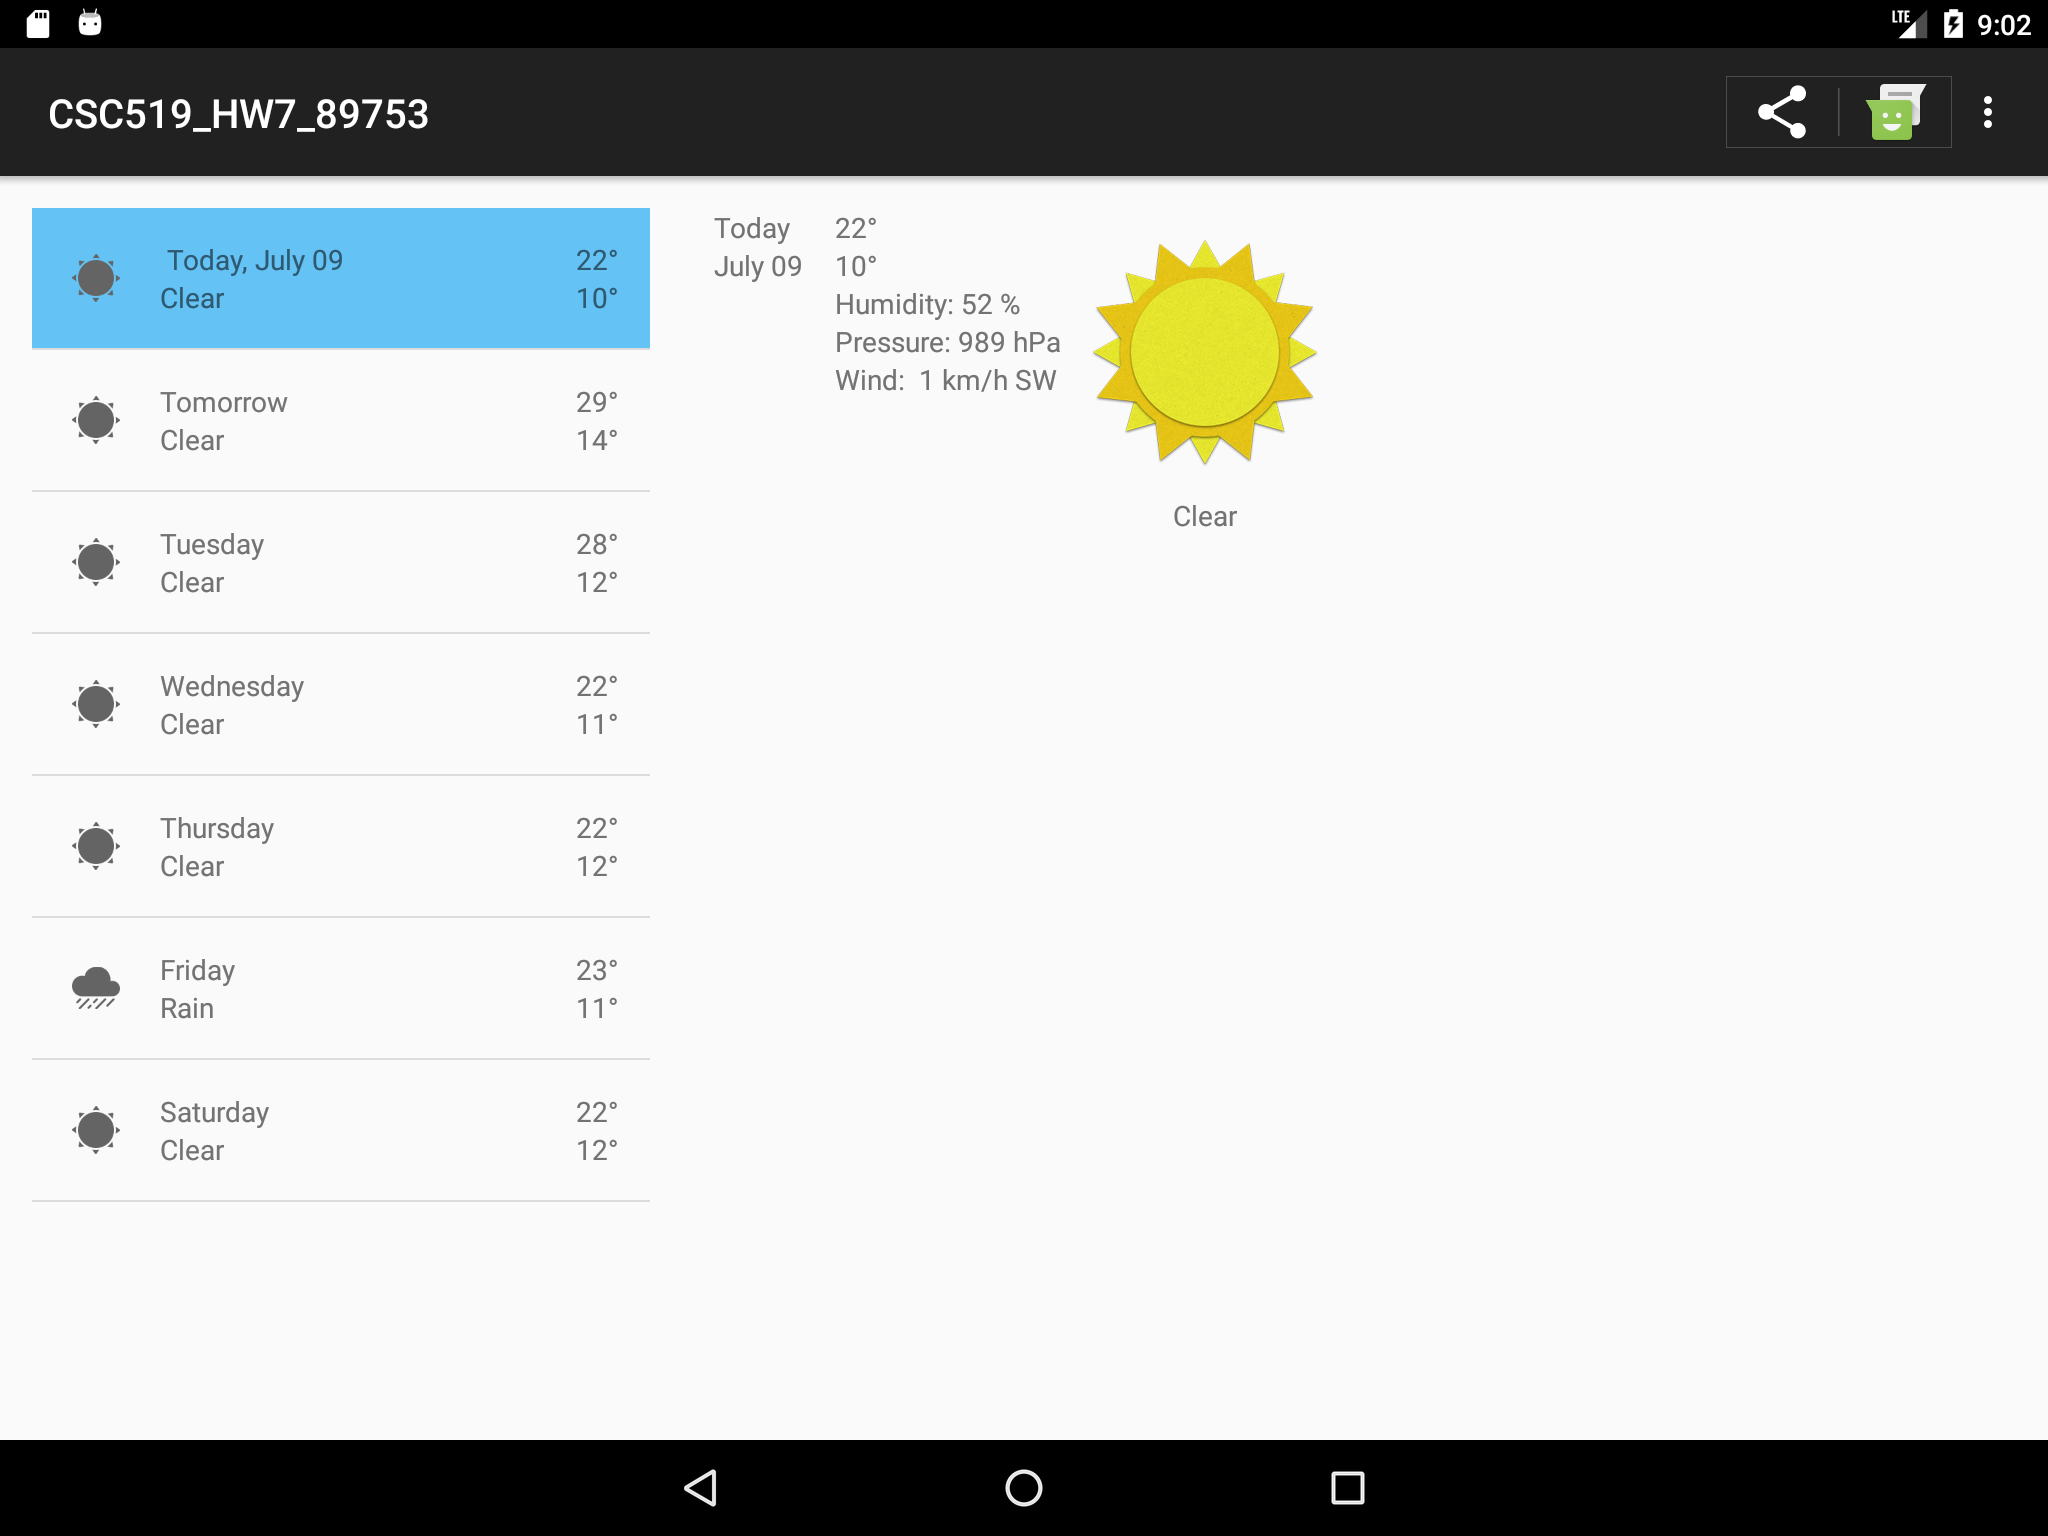 LTE 9:02
CSC519_HW7_89753
Today, July 09 22°
Clear 10°
Tomorrow 29°
Clear 14°
Tuesday 28°
Clear 12°
Wednesday 22°
Clear 11°
Thursday 22°
Clear 12°
Friday 23°
Rain 11°
Saturday 22°
Clear 12°
Today 22°
July 09 10°
Humidity: 52 %
Pressure: 989 hPa
Wind: 1 km/h SW
Clear